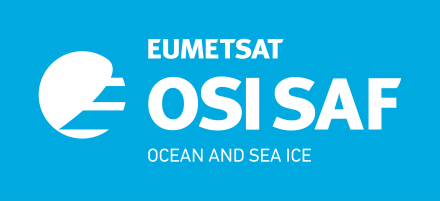 EUMETSAT
OSI SAF
OCEAN AND SEA ICE